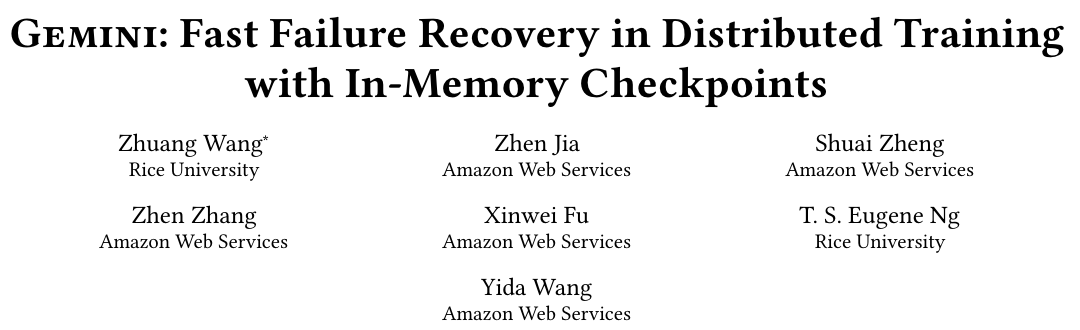 GEMINI: Fast Failure Recovery in Distributed Training
with In-Memory Checkpoints
Zhuang Wang*
Rice University
Zhen Jia
Amazon Web Services
Shuai Zheng
Amazon Web Services
Zhen Zhang
Amazon Web Services
Xinwei Fu
Amazon Web Services
T. S. Eugene Ng
Rice University
Yida Wang
Amazon Web Services